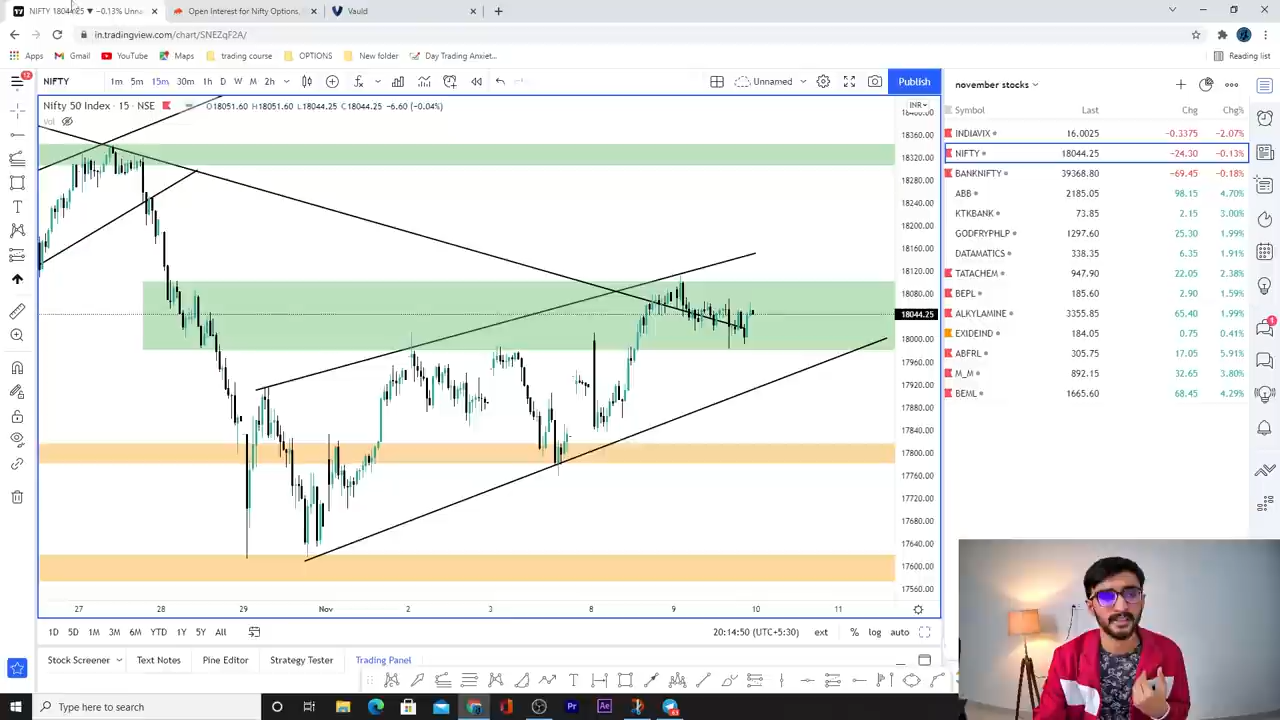 NIFTY 18044.25 ▼ −0.13% Unna
Open Interest for Nifty Options,
Vauld
in.tradingview.com/chart/SNEZqF2A/
Apps
Gmail
YouTube
Maps
trading course
OPTIONS
New folder
Day Trading Anxiet...
Reading list
12
NIFTY
1m 5m 15m 30m 1h D W M 2h
Unnamed
Publish
Nifty 50 Index · 15 · NSE
O18051.60 H18051.60 L18044.25 C18044.25 −6.60 (−0.04%)
Vol
INR
18400.00
18360.00
18320.00
18280.00
18240.00
18200.00
18160.00
18120.00
18080.00
18044.25
18000.00
17960.00
17920.00
17880.00
17840.00
17800.00
17760.00
17720.00
17680.00
17640.00
17600.00
17560.00
27 28 29 Nov 2 3 8 9 10 11
1D 5D 1M 3M 6M YTD 1Y 5Y All
20:14:50 (UTC+5:30) ext % log auto
Stock Screener
Text Notes
Pine Editor
Strategy Tester
Trading Panel
november stocks
Symbol Last Chg Chg%
INDIAVIX 16.0025 −0.3375 −2.07%
NIFTY 18044.25 −24.30 −0.13%
BANKNIFTY 39368.80 −69.45 −0.18%
ABB 2185.05 98.15 4.70%
KTKBANK 73.85 2.15 3.00%
GODFRYPHLP 1297.60 25.30 1.99%
DATAMATICS 338.35 6.35 1.91%
TATACHEM 947.90 22.05 2.38%
BEPL 185.60 2.90 1.59%
ALKYLAMINE 3355.85 65.40 1.99%
EXIDEIND 184.05 0.75 0.41%
ABFRL 305.75 17.05 5.91%
M_M 892.15 32.65 3.80%
BEML 1665.60 68.45 4.29%
1
Type here to search
Pr
Ae
63